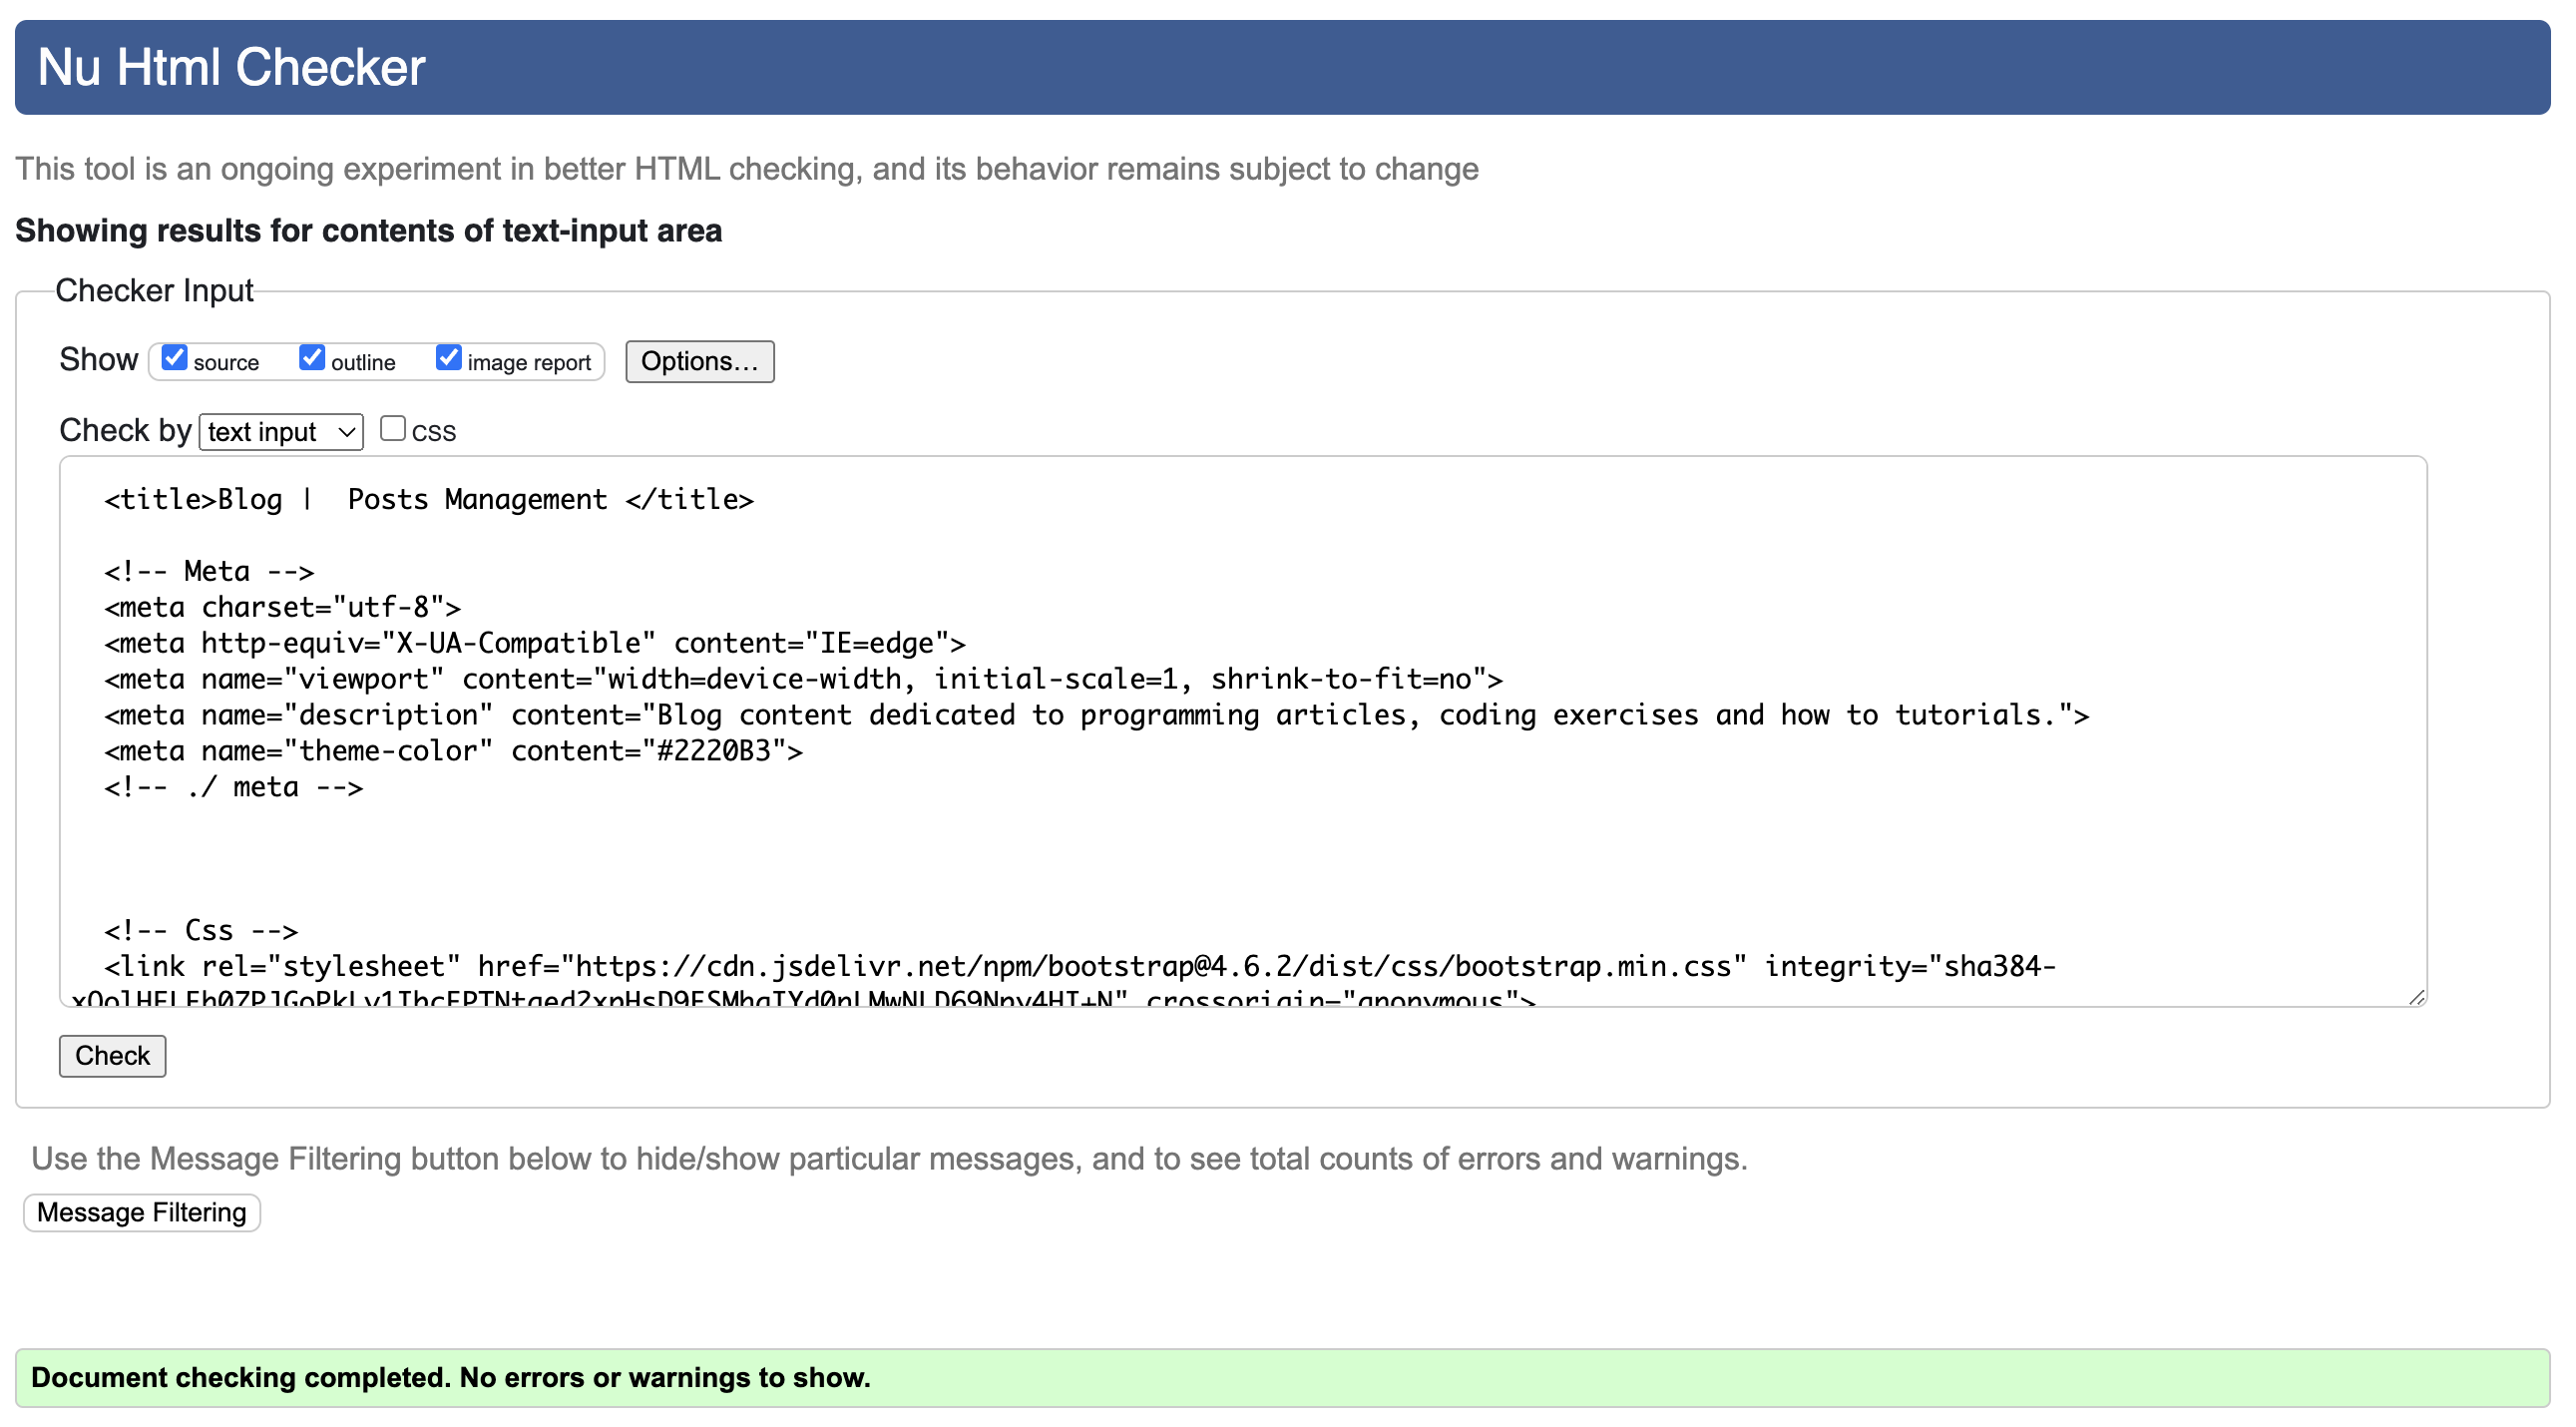 Nu Html Checker
This tool is an ongoing experiment in better HTML checking, and its behavior remains subject to change
Showing results for contents of text-input area
Checker Input
Show source outline image report Options…
Check by text input CSS
<title>Blog |  Posts Management </title>
<!-- Meta -->
<meta charset="utf-8">
<meta http-equiv="X-UA-Compatible" content="IE=edge">
<meta name="viewport" content="width=device-width, initial-scale=1, shrink-to-fit=no">
<meta name="description" content="Blog content dedicated to programming articles, coding exercises and how to tutorials.">
<meta name="theme-color" content="#2220B3">
<!-- ./ meta -->
<!-- Css -->
<link rel="stylesheet" href="https://cdn.jsdelivr.net/npm/bootstrap@4.6.2/dist/css/bootstrap.min.css" integrity="sha384-
crossorigin="anonymous">
Check
Use the Message Filtering button below to hide/show particular messages, and to see total counts of errors and warnings.
Message Filtering
Document checking completed. No errors or warnings to show.